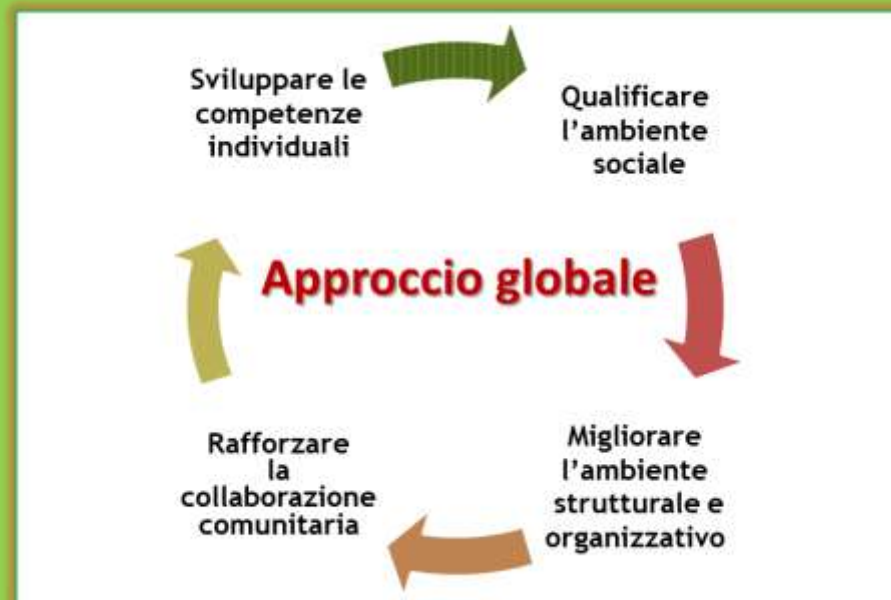 Sviluppare le
competenze
individuali
Qualificare
l’ambiente
sociale
Approccio globale
Rafforzare
la
collaborazione
comunitaria
Migliorare
l’ambiente
strutturale e
organizzativo